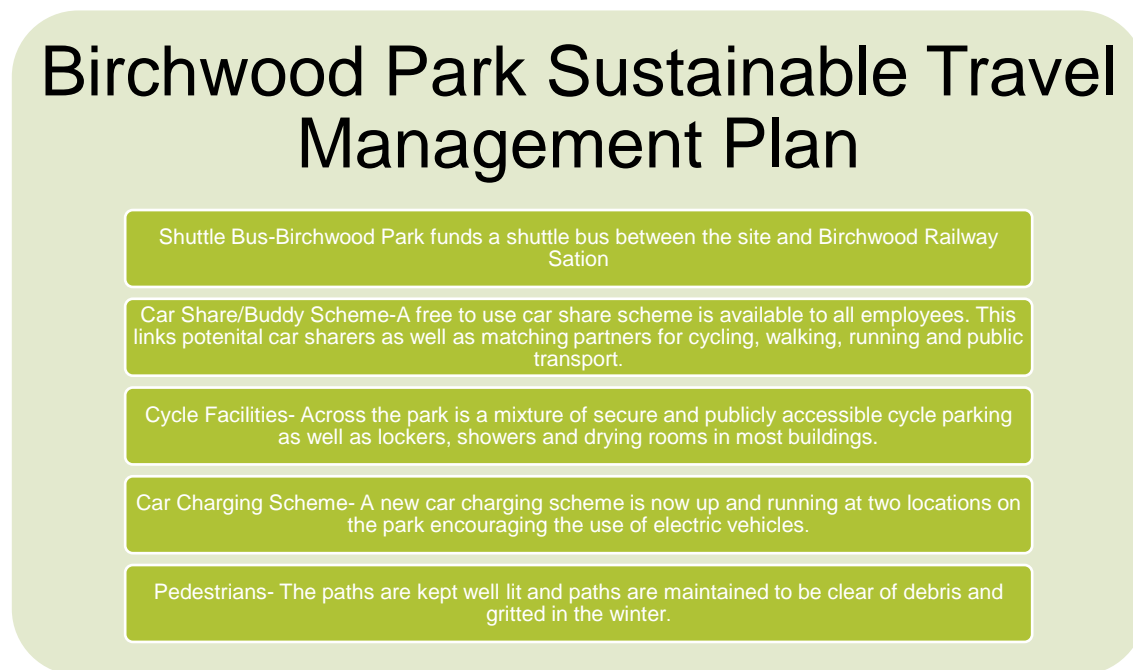 Birchwood Park Sustainable Travel
Management Plan
Shuttle Bus-Birchwood Park funds a shuttle bus between the site and Birchwood Railway
Sation
Car Share/Buddy Scheme-A free to use car share scheme is available to all employees. This
links potenital car sharers as well as matching partners for cycling, walking, running and public
transport.
Cycle Facilities- Across the park is a mixture of secure and publicly accessible cycle parking
as well as lockers, showers and drying rooms in most buildings.
Car Charging Scheme- A new car charging scheme is now up and running at two locations on
the park encouraging the use of electric vehicles.
Pedestrians- The paths are kept well lit and paths are maintained to be clear of debris and
gritted in the winter.